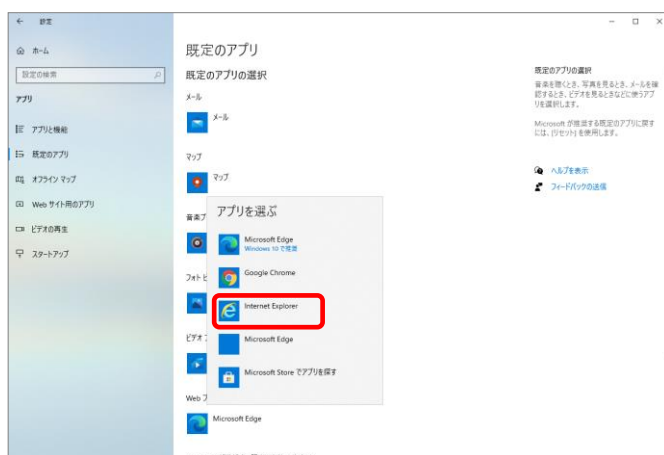 設定
ホーム
設定の検索
アプリ
アプリと機能
既定のアプリ
オフライン マップ
Web サイト用のアプリ
ビデオの再生
スタートアップ
既定のアプリ
既定のアプリの選択
メール
メール
マップ
マップ
音楽プ
フォト ビ
ビデオ プ
Web ブ
Microsoft Edge
アプリを選ぶ
Microsoft Edge
Windows 10 で推奨
Google Chrome
Internet Explorer
Microsoft Edge
Microsoft Store でアプリを探す
既定のアプリの選択
音楽を聴くとき、写真を見るとき、メールを確
認するとき、ビデオを見るときなどに使うアプ
リを選択します。
Microsoft が推奨する既定のアプリに戻す
には、[リセット] を使用します。
ヘルプを表示
フィードバックの送信